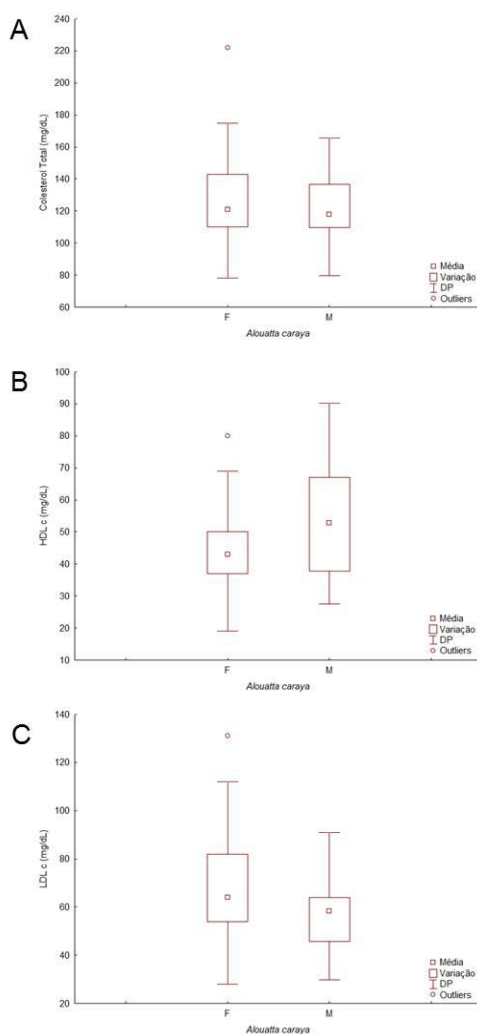 A
240
220
200
180
160
140
120
100
80
60
Colesterol Total (mg/dL)
F
M
Alouatta caraya
Média
Variação
DP
Outliers
B
100
90
80
70
60
50
40
30
20
10
HDL c (mg/dL)
F
M
Alouatta caraya
Média
Variação
DP
Outliers
C
140
120
100
80
60
40
20
LDL c (mg/dL)
F
M
Alouatta caraya
Média
Variação
DP
Outliers